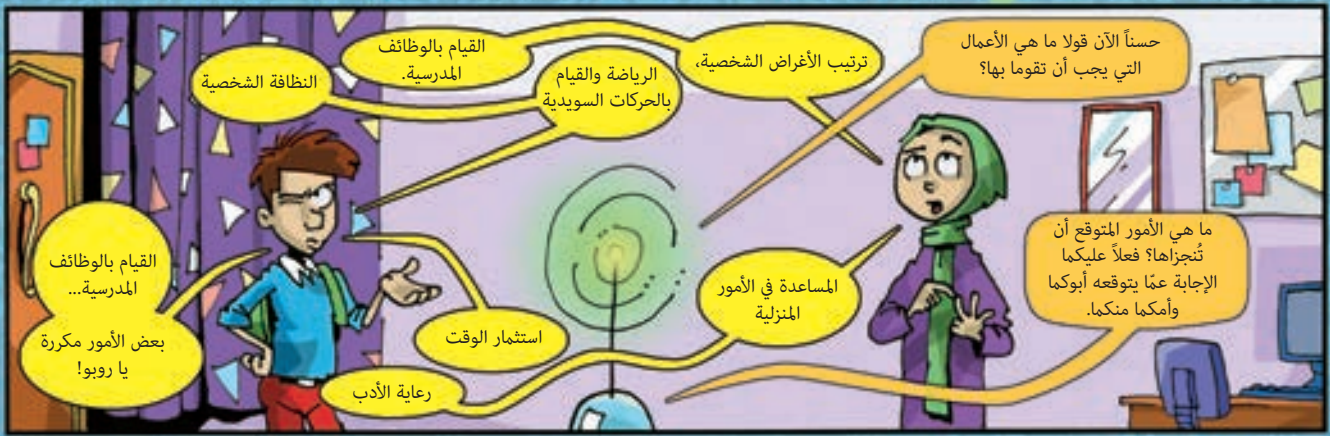 حسناً الآن قولا ما هي الأعمال
التي يجب أن تقوما بها؟
ترتيب الأغراض الشخصية،
القيام بالوظائف
المدرسية.
الرياضة والقيام
بالحركات السويدية
النظافة الشخصية
ما هي الأمور المتوقع أن
تُنجزاها؟ فعلاً عليكما
الإجابة عمّا يتوقعه أبوكما
وأمكما منكما.
المساعدة في الأمور
المنزلية
رعاية الأدب
استثمار الوقت
القيام بالوظائف
المدرسية...
بعض الأمور مكررة
يا روبو!